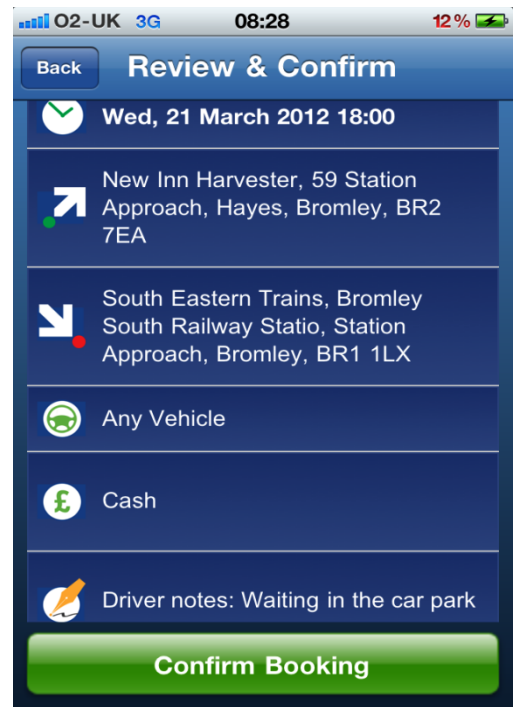 O2-UK 3G 08:28 12%
Back Review & Confirm
Wed, 21 March 2012 18:00
New Inn Harvester, 59 Station
Approach, Hayes, Bromley, BR2
7EA
South Eastern Trains, Bromley
South Railway Statio, Station
Approach, Bromley, BR1 1LX
Any Vehicle
£ Cash
Driver notes: Waiting in the car park
Confirm Booking